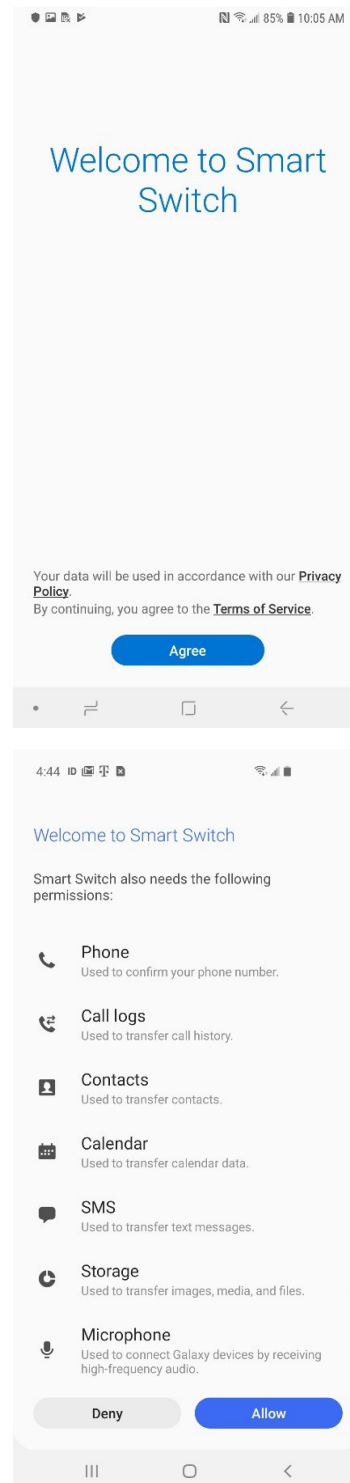 85% 10:05 AM
Welcome to Smart
Switch
Your data will be used in accordance with our Privacy
Policy.
By continuing, you agree to the Terms of Service.
Agree
4:44 ID
Welcome to Smart Switch
Smart Switch also needs the following
permissions:
Phone
Used to confirm your phone number.
Call logs
Used to transfer call history.
Contacts
Used to transfer contacts.
Calendar
Used to transfer calendar data.
SMS
Used to transfer text messages.
Storage
Used to transfer images, media, and files.
Microphone
Used to connect Galaxy devices by receiving
high-frequency audio.
Deny
Allow